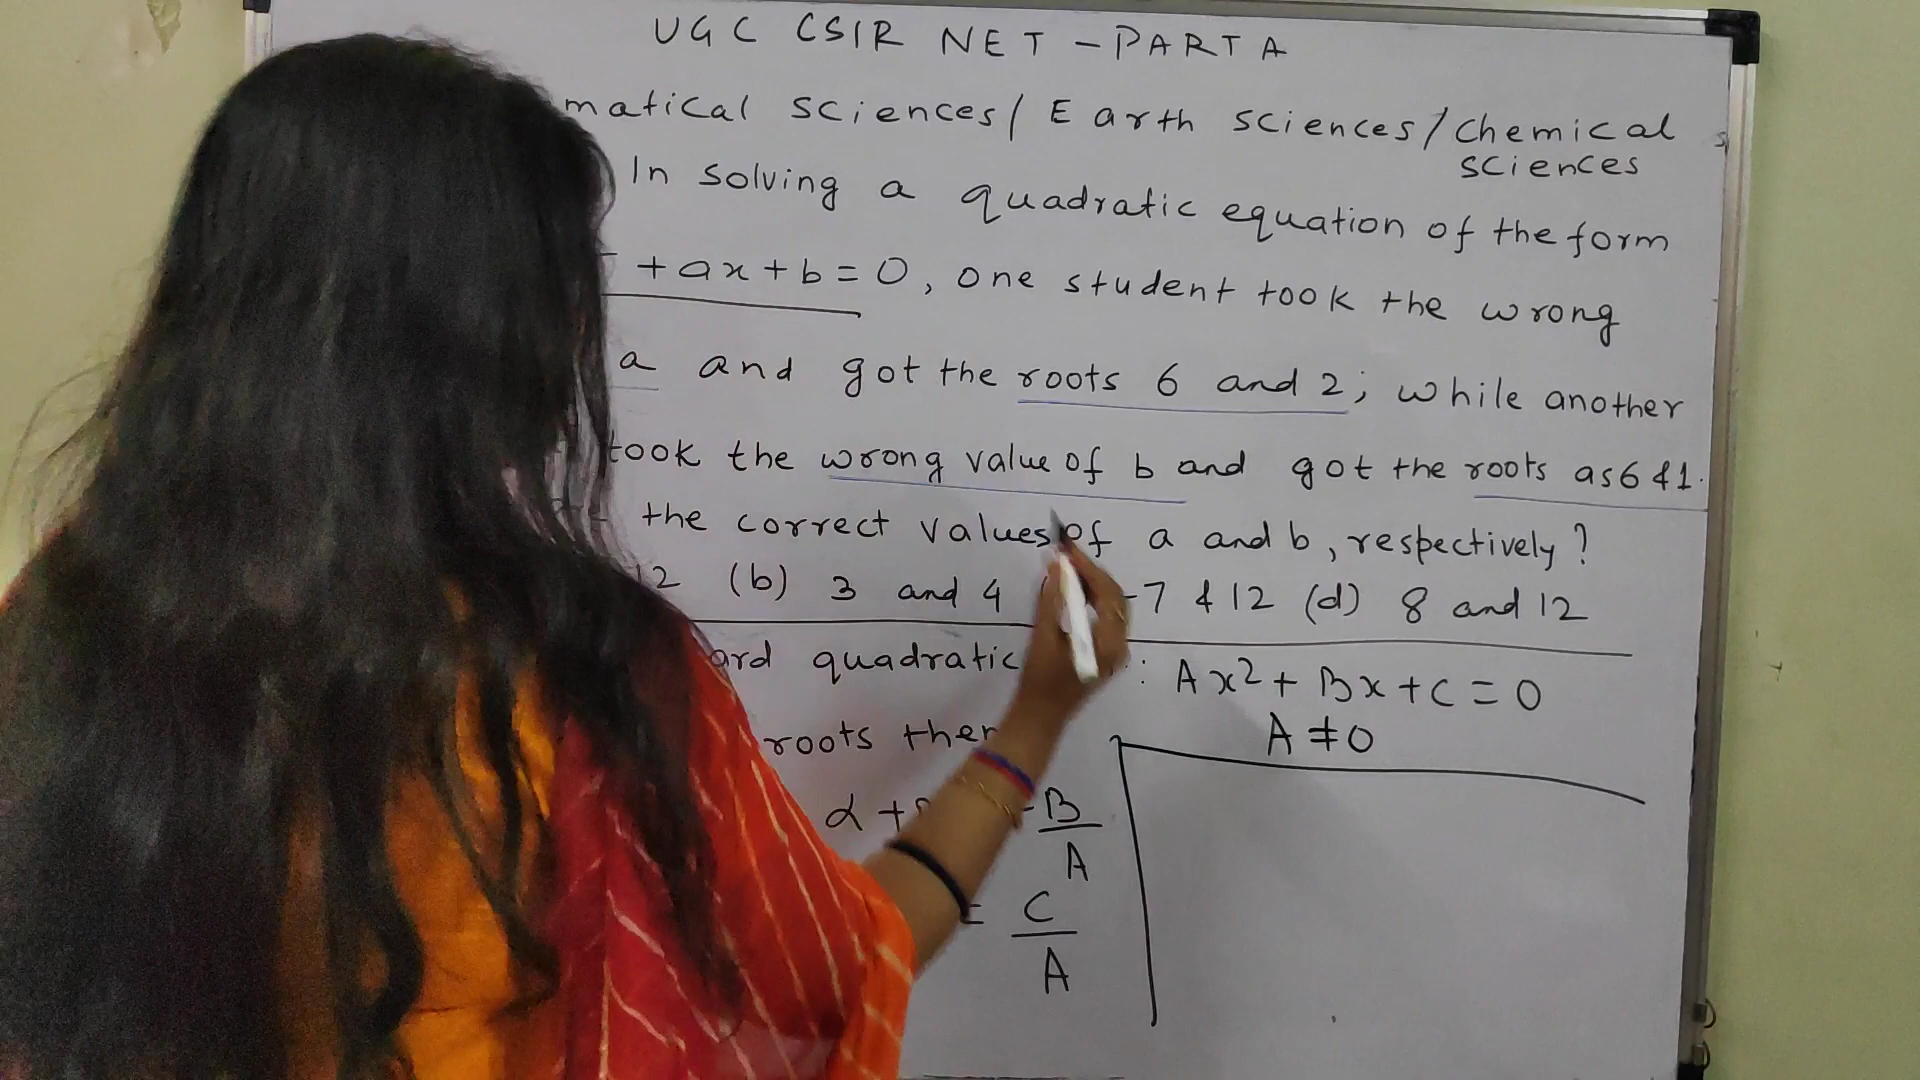 UGC CSIR NET - PART A
matical sciences/ Earth sciences/ Chemical sciences
In solving a quadratic equation of the form
+ax+b=0, one student took the wrong
a and got the roots 6 and 2; while another
took the wrong value of b and got the roots as 6 & 1.
the correct values of a and b, respectively?
12 (b) 3 and 4 -7 & 12 (d) 8 and 12
quadratic : Ax²+Bx+C=0
A≠0
roots then
α + -B/A
= C/A